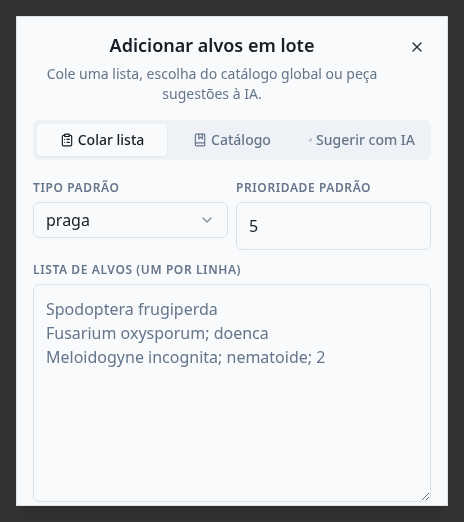 Adicionar alvos em lote
Cole uma lista, escolha do catálogo global ou peça
sugestões à IA.
Colar lista
Catálogo
Sugerir com IA
TIPO PADRÃO
PRIORIDADE PADRÃO
praga
5
LISTA DE ALVOS (UM POR LINHA)
Spodoptera frugiperda
Fusarium oxysporum; doenca
Meloidogyne incognita; nematoide; 2